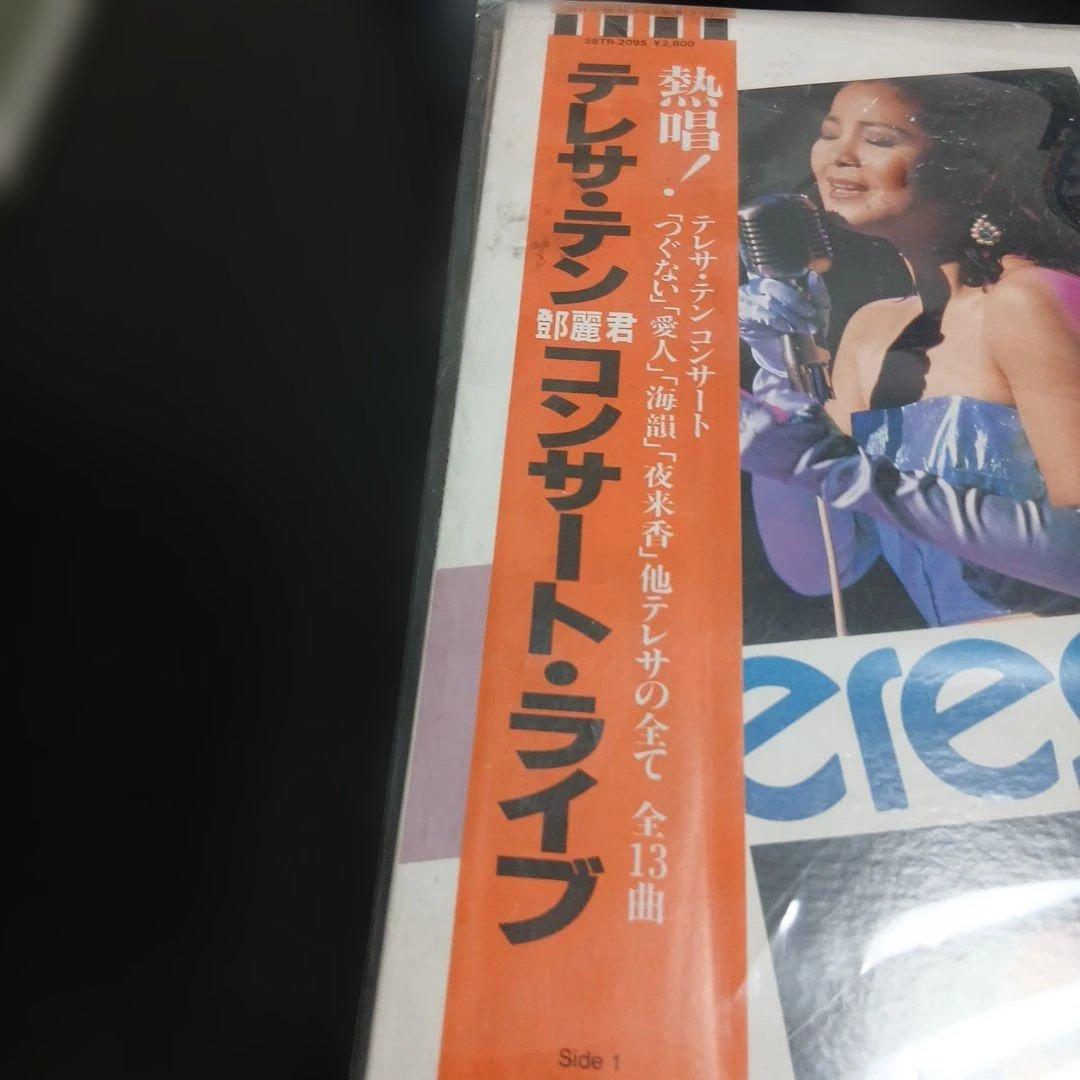 28TR-2095 ¥2,800
熱唱!
テレサ・テン コンサート
「つぐない」「愛人」「海韻」「夜来香」他テレサの全て 全13曲
テレサ・テン
鄧麗君
コンサート・ライブ
eres
Side 1